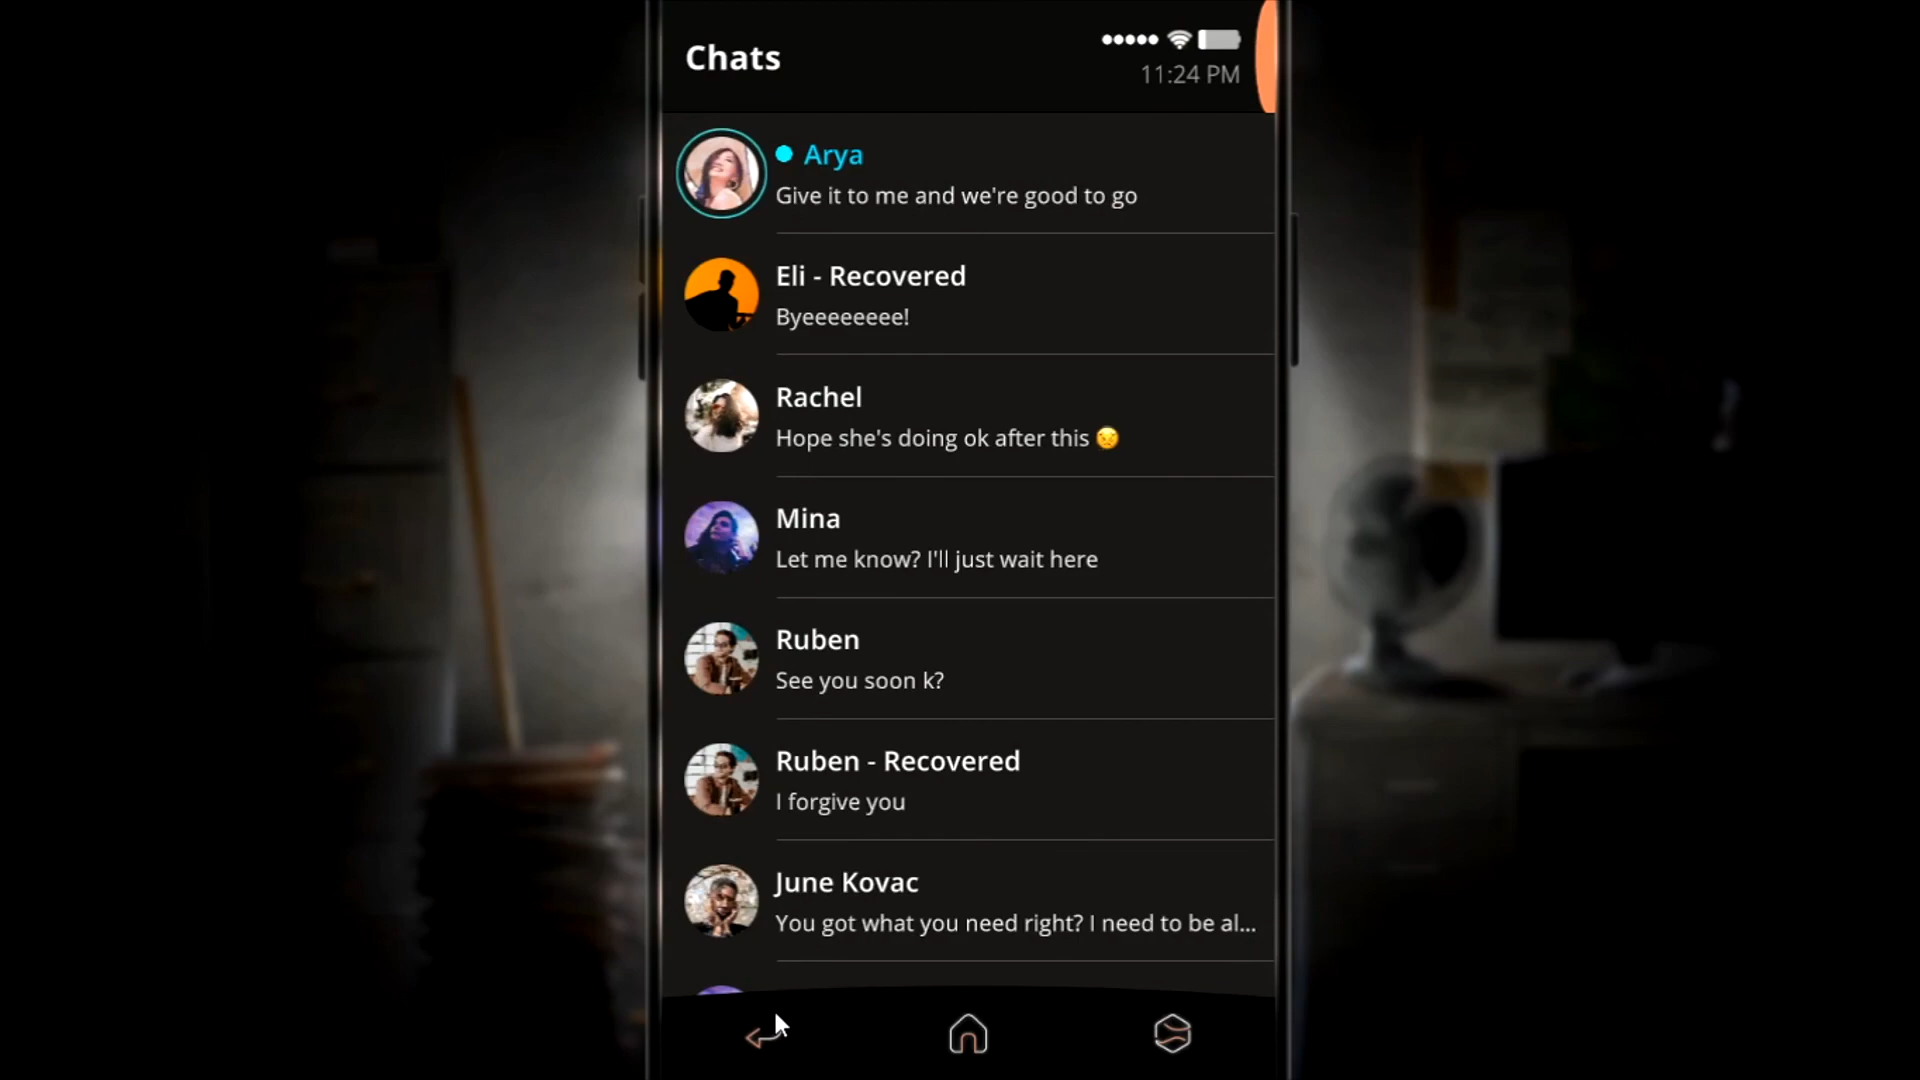 Chats
11:24 PM
Arya
Give it to me and we're good to go
Eli - Recovered
Byeeeeeeee!
Rachel
Hope she's doing ok after this 😟
Mina
Let me know? I'll just wait here
Ruben
See you soon k?
Ruben - Recovered
I forgive you
June Kovac
You got what you need right? I need to be al...